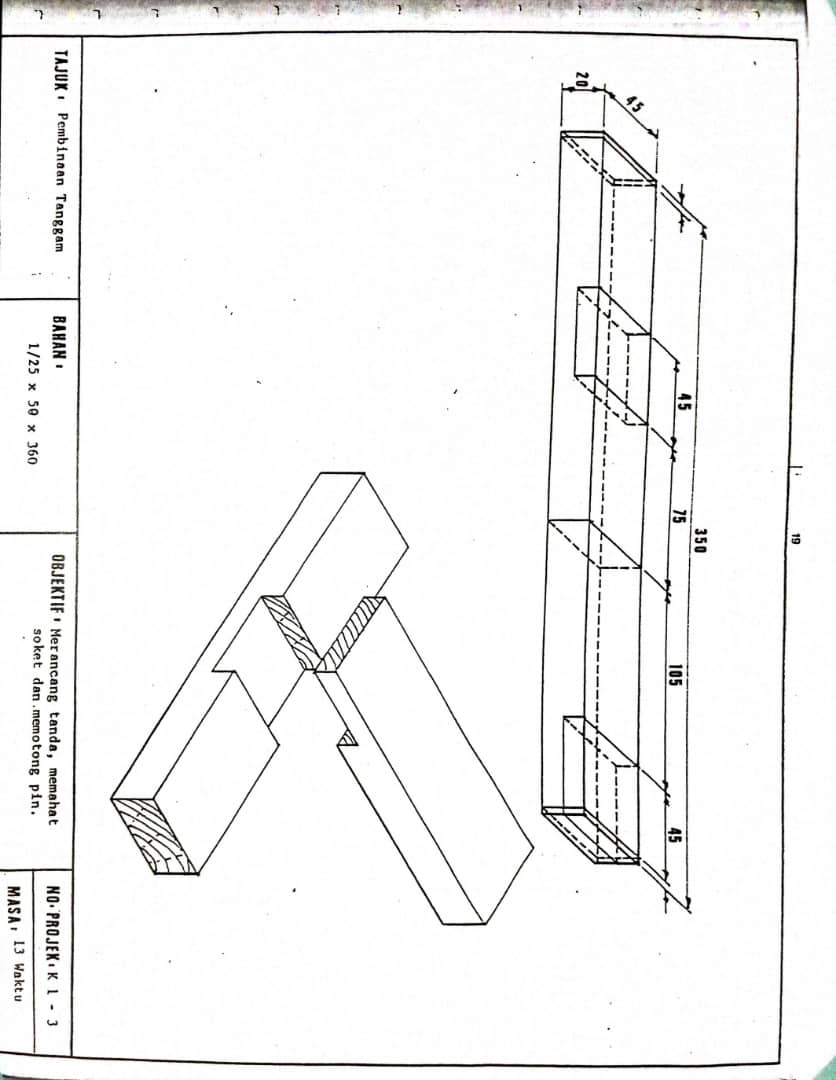 19
20
45
350
45
75
105
45
TAJUK : Pembinaan Tanggam
BAHAN :
1/25 x 50 x 360
OBJEKTIF : Merancang tanda, memahat
soket dan memotong pin.
NO. PROJEK : K 1 - 3
MASA : 13 Waktu